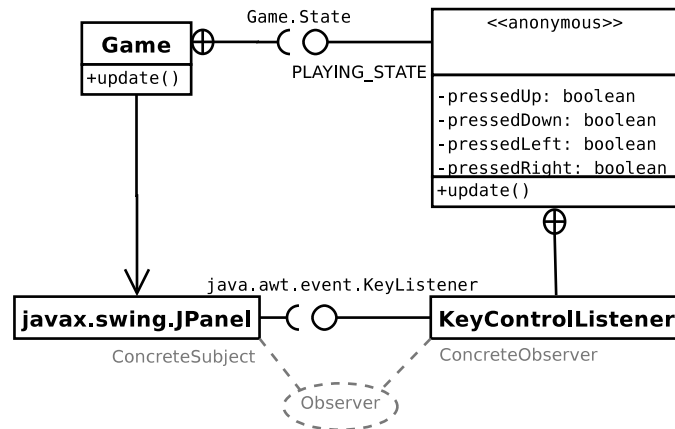 Game.State
<<anonymous>>
Game
+update()
PLAYING_STATE
-pressedUp: boolean
-pressedDown: boolean
-pressedLeft: boolean
-pressedRight: boolean
+update()
java.awt.event.KeyListener
javax.swing.JPanel
KeyControlListener
ConcreteSubject
ConcreteObserver
Observer